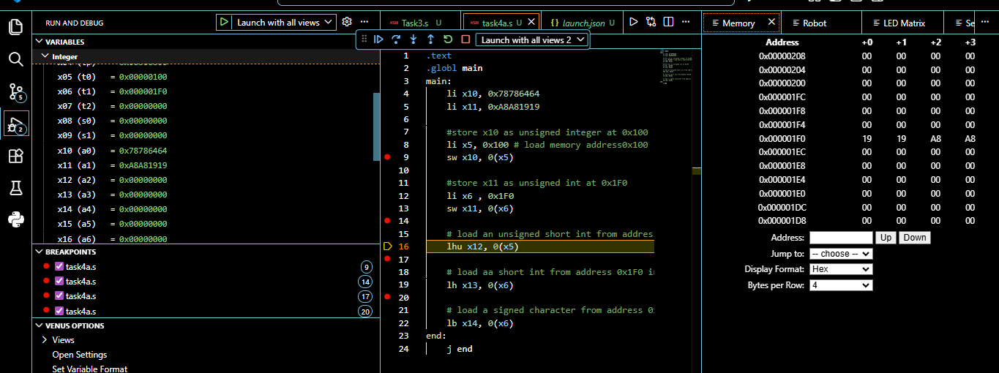 RUN AND DEBUG
Launch with all views
VARIABLES
Integer
x05 (t0) = 0x00000100
x06 (t1) = 0x000001F0
x07 (t2) = 0x00000000
x08 (s0) = 0x00000000
x09 (s1) = 0x00000000
x10 (a0) = 0x78786464
x11 (a1) = 0xA8A81919
x12 (a2) = 0x00000000
x13 (a3) = 0x00000000
x14 (a4) = 0x00000000
x15 (a5) = 0x00000000
x16 (a6) = 0x00000000
BREAKPOINTS
task4a.s 9
task4a.s 14
task4a.s 17
task4a.s 20
VENUS OPTIONS
Views
Open Settings
Set Variable Format
5
2
ASM Task3.s U
ASM task4a.s U
{} launch.json U
Launch with all views 2
1 .text
2 .globl main
3 main:
4 li x10, 0x78786464
5 li x11, 0xA8A81919
6
7 #store x10 as unsigned integer at 0x100
8 li x5, 0x100 # load memory address0x100
9 sw x10, 0(x5)
10
11 #store x11 as unsigned int at 0x1F0
12 li x6 , 0x1F0
13 sw x11, 0(x6)
14
15 # load an unsigned short int from addres
16 lhu x12, 0(x5)
17
18 # load aa short int from address 0x1F0 i
19 lh x13, 0(x6)
20
21 # load a signed character from address 0
22 lb x14, 0(x6)
23 end:
24 j end
Memory
Robot
LED Matrix
Se
Address +0 +1 +2 +3
0x00000208 00 00 00 00
0x00000204 00 00 00 00
0x00000200 00 00 00 00
0x000001FC 00 00 00 00
0x000001F8 00 00 00 00
0x000001F4 00 00 00 00
0x000001F0 19 19 A8 A8
0x000001EC 00 00 00 00
0x000001E8 00 00 00 00
0x000001E4 00 00 00 00
0x000001E0 00 00 00 00
0x000001DC 00 00 00 00
0x000001D8 00 00 00 00
Address: Up Down
Jump to: -- choose --
Display Format: Hex
Bytes per Row: 4